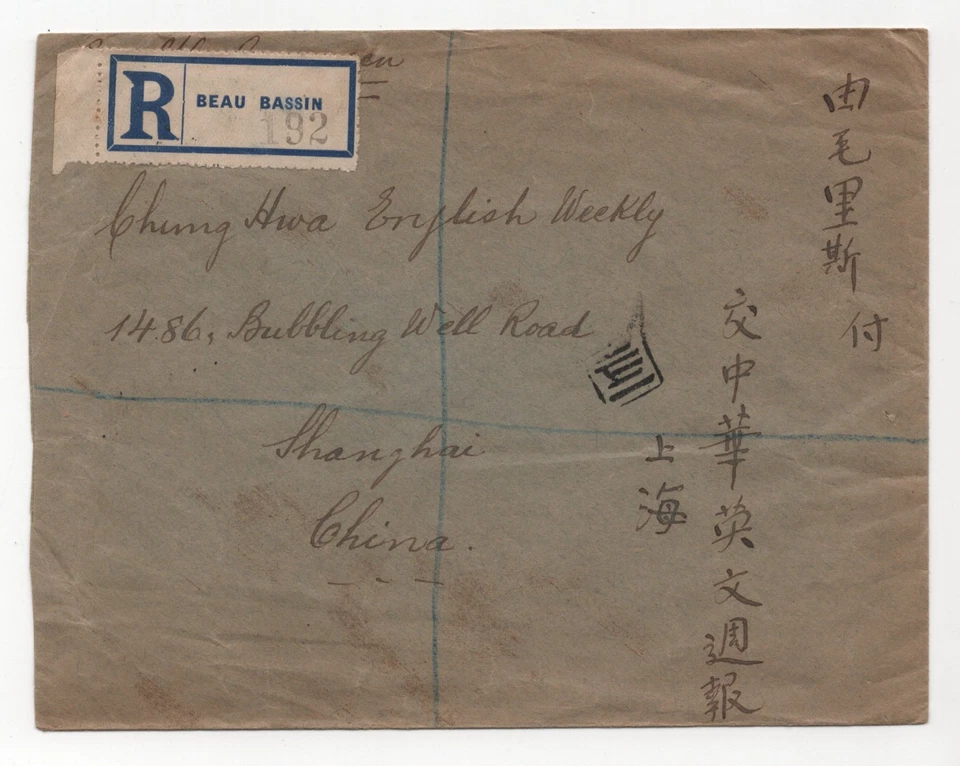 R BEAU BASSIN
192
Chung Hwa English Weekly
1486, Bubbling Well Road
Shanghai
China.
由毛里斯付
交中華英文週報
上海